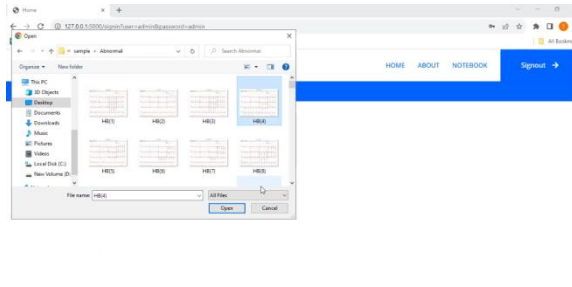 Home
127.0.0.1:5000/signin?user=admin&password=admin
All Bookm
Open
sample > Abnormal
Search Abnormal
Organize
New folder
HOME ABOUT NOTEBOOK Signout →
This PC
3D Objects
Desktop
Documents
Downloads
Music
Pictures
Videos
Local Disk (C:)
New Volume (D:
HB(1) HB(2) HB(3) HB(4)
HB(5) HB(6) HB(7) HB(8)
File name: HB(4) All Files
Open Cancel